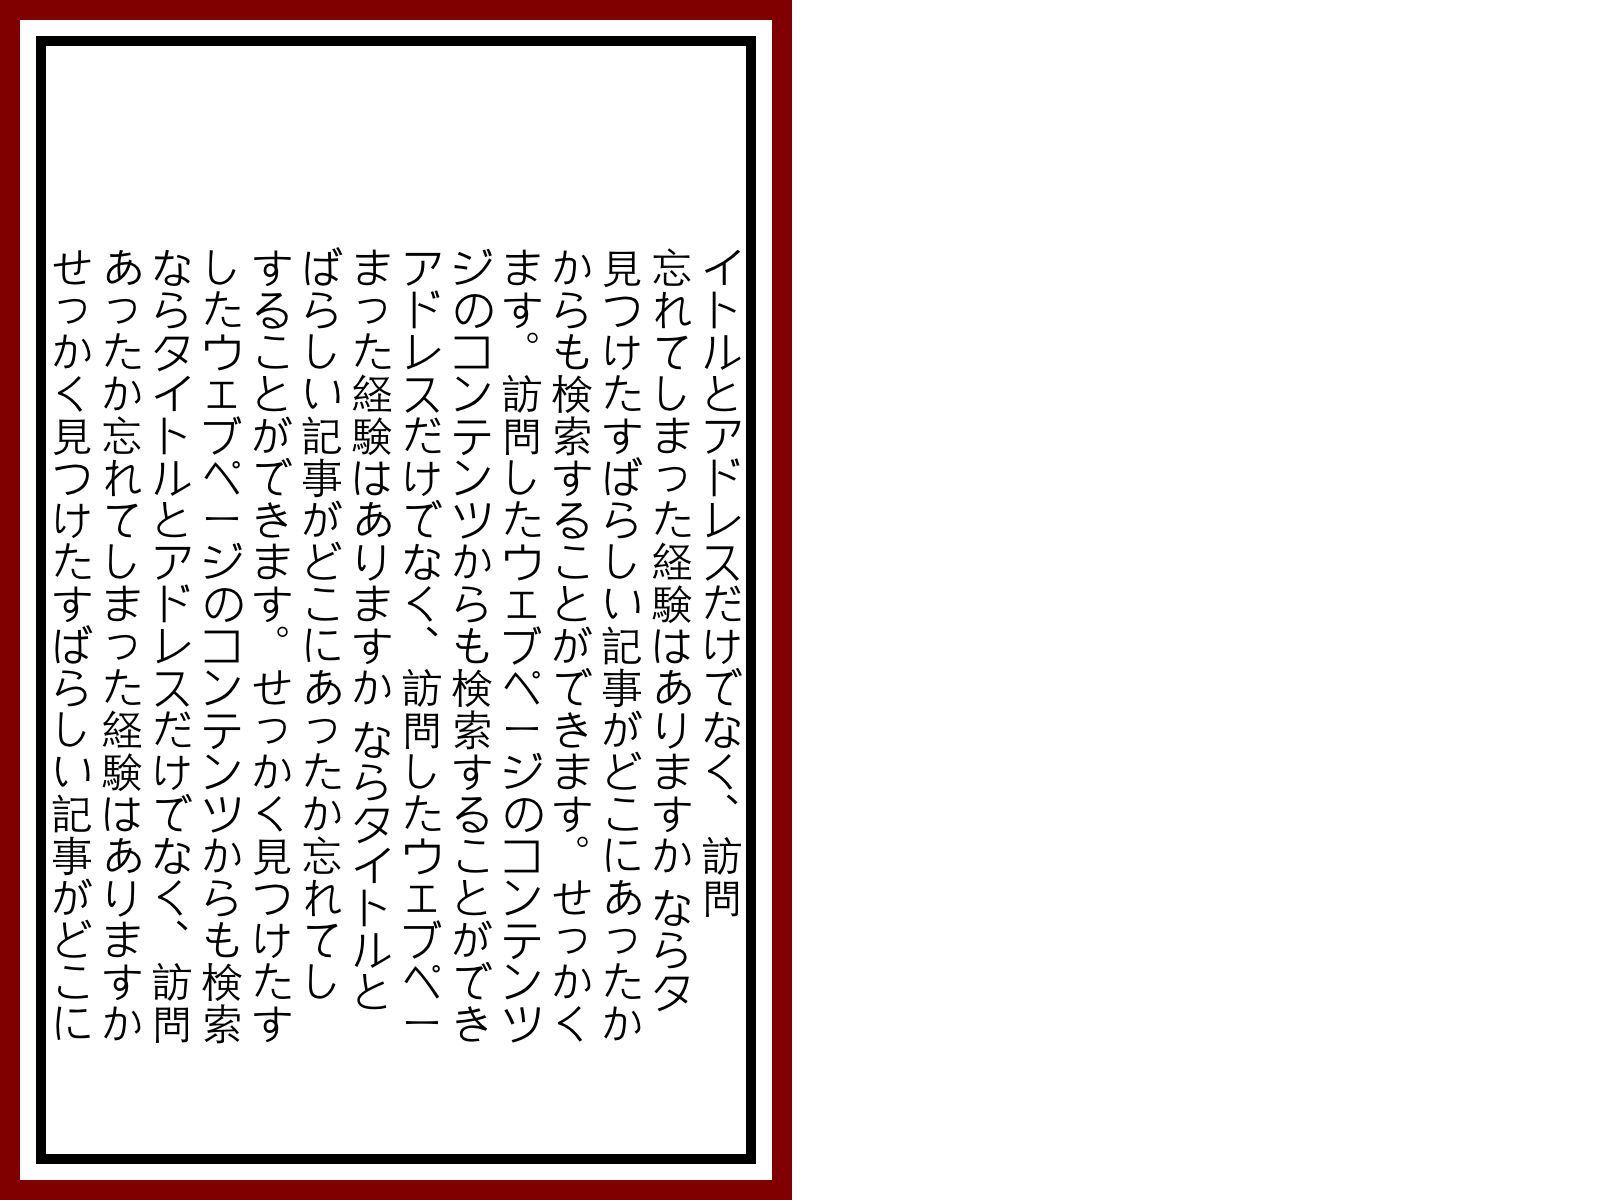 せっかく見つけたすばらしい記事がどこに
あったか忘れてしまった経験はありますか
ならタイトルとアドレスだけでなく、訪問
したウェブページのコンテンツからも検索
することができます。せっかく見つけたす
ばらしい記事がどこにあったか忘れてし
まった経験はありますか ならタイトルと
アドレスだけでなく、訪問したウェブペー
ジのコンテンツからも検索することができ
ます。訪問したウェブページのコンテンツ
からも検索することができます。せっかく
見つけたすばらしい記事がどこにあったか
忘れてしまった経験はありますか ならタ
イトルとアドレスだけでなく、訪問